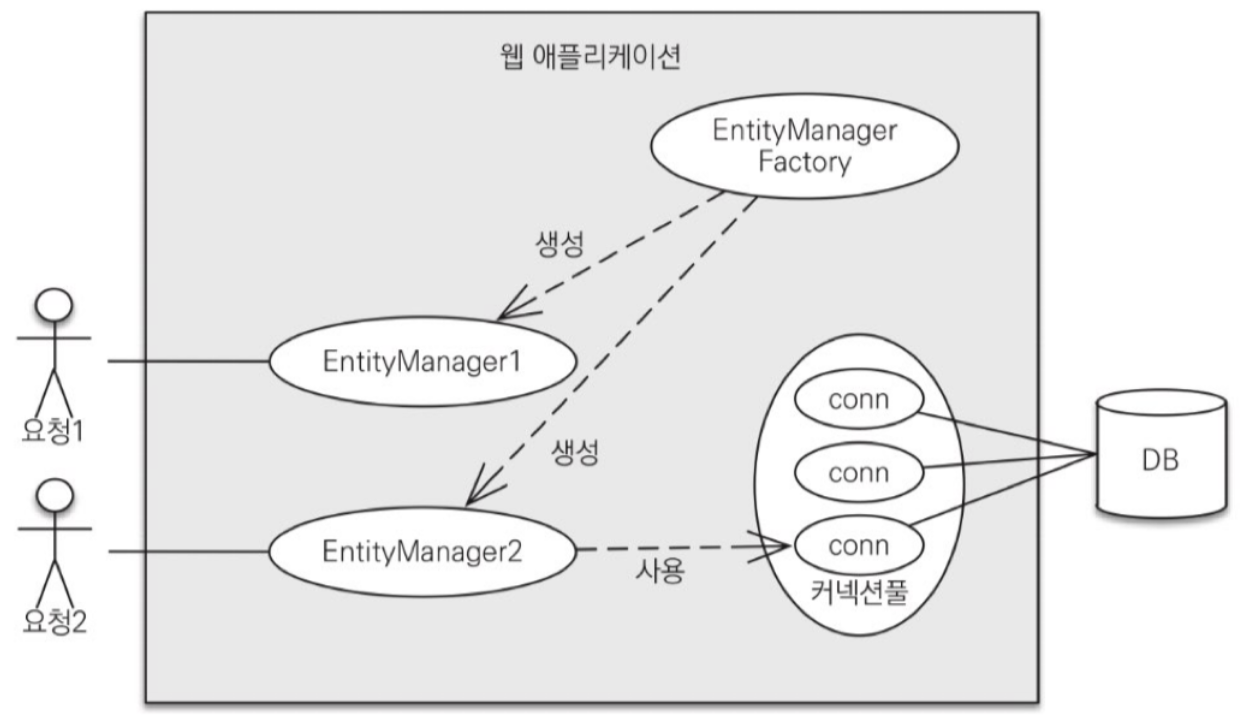 웹 애플리케이션
EntityManager
Factory
생성
EntityManager1
요청1
conn
conn
DB
생성
EntityManager2
conn
사용
커넥션풀
요청2